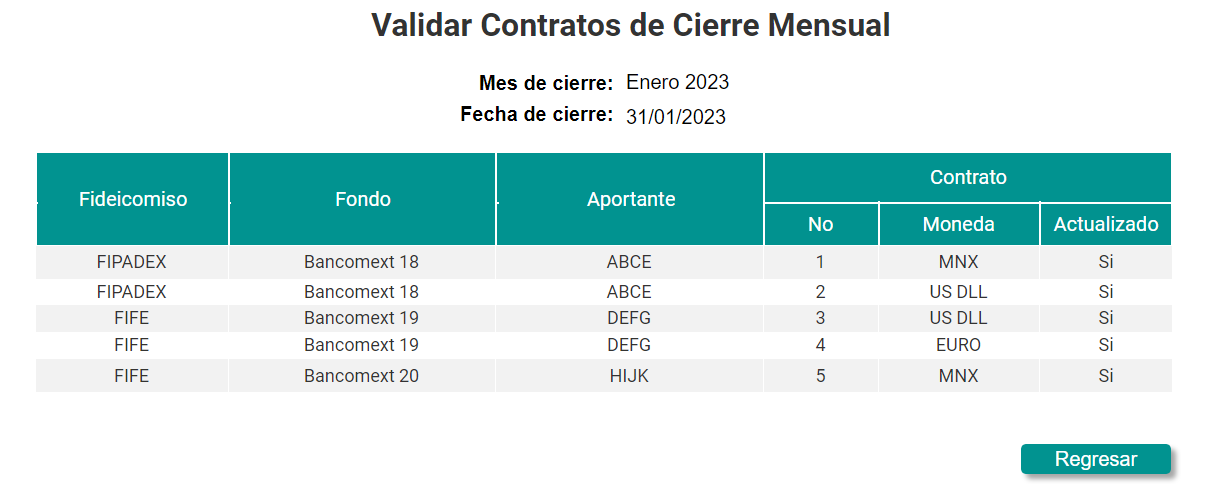 Validar Contratos de Cierre Mensual
Mes de cierre: Enero 2023
Fecha de cierre: 31/01/2023
Fideicomiso Fondo Aportante Contrato
No Moneda Actualizado
FIPADEX Bancomext 18 ABCE 1 MNX Si
FIPADEX Bancomext 18 ABCE 2 US DLL Si
FIFE Bancomext 19 DEFG 3 US DLL Si
FIFE Bancomext 19 DEFG 4 EURO Si
FIFE Bancomext 20 HIJK 5 MNX Si
Regresar